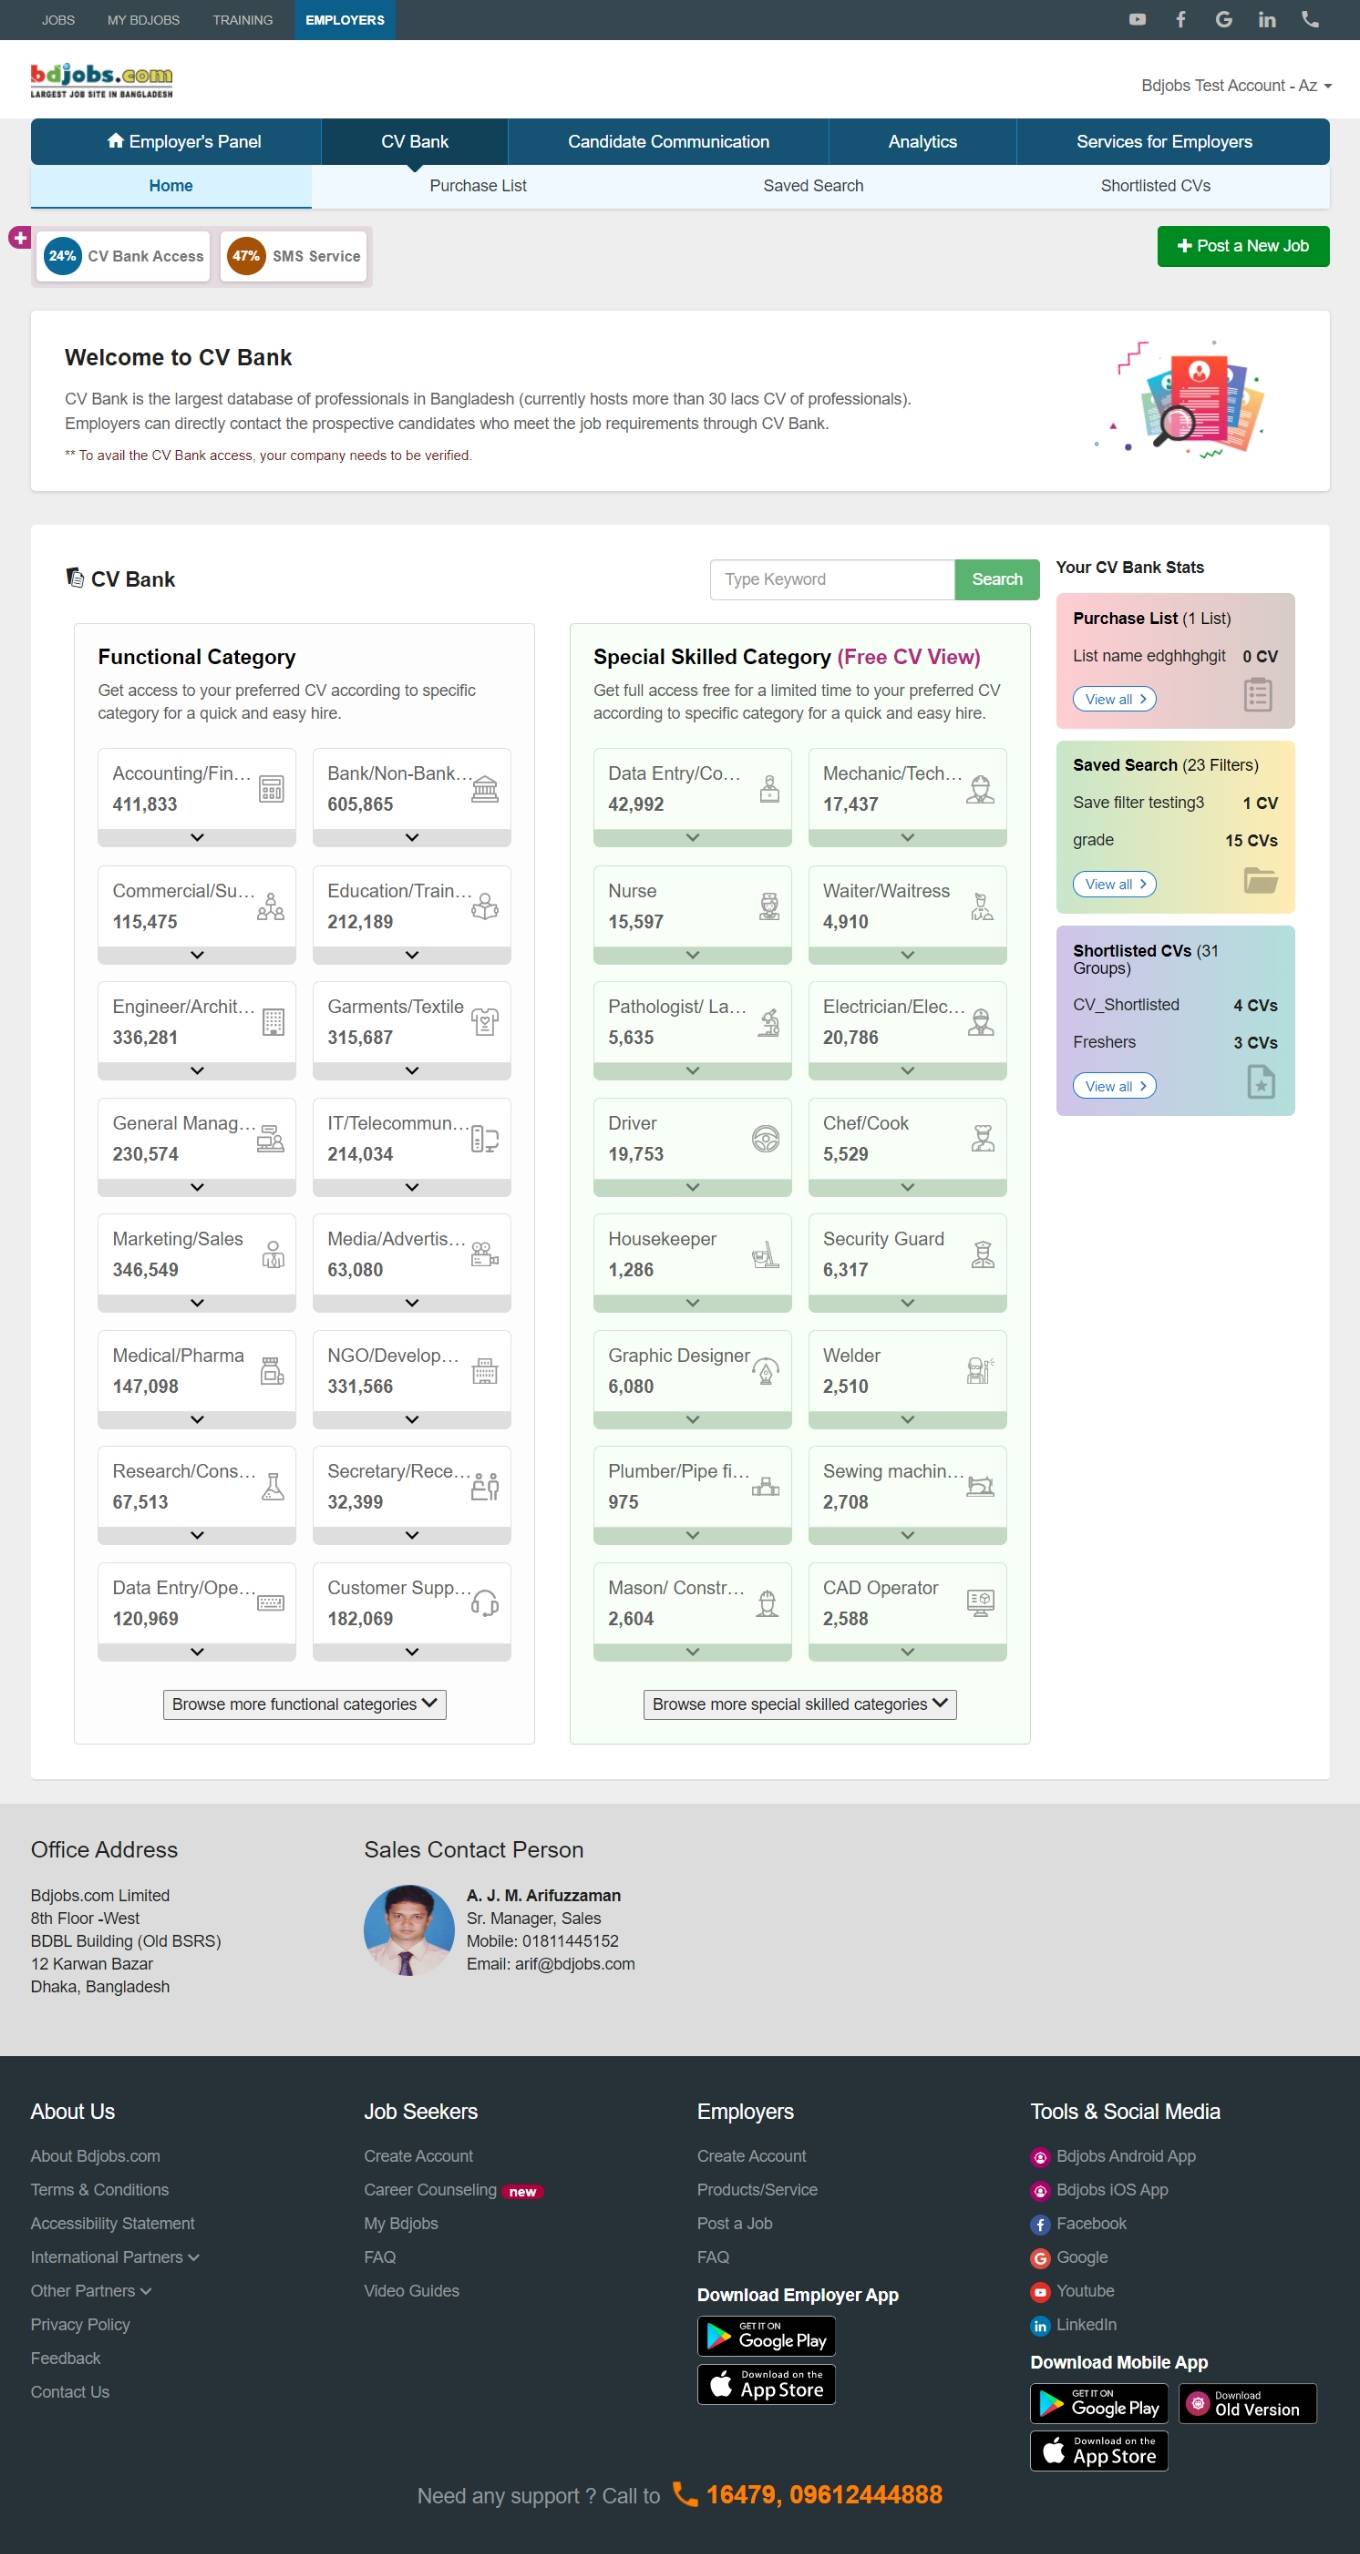 JOBS
MY BDJOBS
TRAINING
EMPLOYERS
bdjobs.com
LARGEST JOB SITE IN BANGLADESH
Bdjobs Test Account - Az
Employer's Panel
CV Bank
Candidate Communication
Analytics
Services for Employers
Home
Purchase List
Saved Search
Shortlisted CVs
24% CV Bank Access
47% SMS Service
Post a New Job
Welcome to CV Bank
CV Bank is the largest database of professionals in Bangladesh (currently hosts more than 30 lacs CV of professionals).
Employers can directly contact the prospective candidates who meet the job requirements through CV Bank.
** To avail the CV Bank access, your company needs to be verified.
CV Bank
Type Keyword
Search
Functional Category
Get access to your preferred CV according to specific
category for a quick and easy hire.
Accounting/Fin...
411,833
Bank/Non-Bank...
605,865
Commercial/Su...
115,475
Education/Train...
212,189
Engineer/Archit...
336,281
Garments/Textile
315,687
General Manag...
230,574
IT/Telecommun...
214,034
Marketing/Sales
346,549
Media/Advertis...
63,080
Medical/Pharma
147,098
NGO/Develop...
331,566
Research/Cons...
67,513
Secretary/Rece...
32,399
Data Entry/Ope...
120,969
Customer Supp...
182,069
Browse more functional categories
Special Skilled Category (Free CV View)
Get full access free for a limited time to your preferred CV
according to specific category for a quick and easy hire.
Data Entry/Co...
42,992
Mechanic/Tech...
17,437
Nurse
15,597
Waiter/Waitress
4,910
Pathologist/ La...
5,635
Electrician/Elec...
20,786
Driver
19,753
Chef/Cook
5,529
Housekeeper
1,286
Security Guard
6,317
Graphic Designer
6,080
Welder
2,510
Plumber/Pipe fi...
975
Sewing machin...
2,708
Mason/ Constr...
2,604
CAD Operator
2,588
Browse more special skilled categories
Your CV Bank Stats
Purchase List (1 List)
List name edghhghgit 0 CV
View all
Saved Search (23 Filters)
Save filter testing3 1 CV
grade 15 CVs
View all
Shortlisted CVs (31
Groups)
CV_Shortlisted 4 CVs
Freshers 3 CVs
View all
Office Address
Bdjobs.com Limited
8th Floor -West
BDBL Building (Old BSRS)
12 Karwan Bazar
Dhaka, Bangladesh
Sales Contact Person
A. J. M. Arifuzzaman
Sr. Manager, Sales
Mobile: 01811445152
Email: arif@bdjobs.com
About Us
About Bdjobs.com
Terms & Conditions
Accessibility Statement
International Partners
Other Partners
Privacy Policy
Feedback
Contact Us
Job Seekers
Create Account
Career Counseling new
My Bdjobs
FAQ
Video Guides
Employers
Create Account
Products/Service
Post a Job
FAQ
Download Employer App
GET IT ON
Google Play
Download on the
App Store
Tools & Social Media
Bdjobs Android App
Bdjobs iOS App
Facebook
Google
Youtube
LinkedIn
Download Mobile App
GET IT ON
Google Play
Download
Old Version
Download on the
App Store
Need any support ? Call to 16479, 09612444888